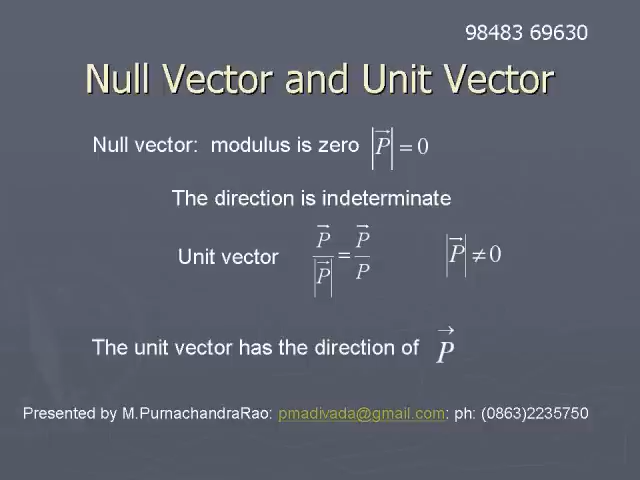 98483 69630
Null Vector and Unit Vector
Null vector: modulus is zero |P⃗| = 0
The direction is indeterminate
Unit vector P⃗/|P⃗| = P⃗/P |P⃗| ≠ 0
The unit vector has the direction of P⃗
Presented by M.PurnachandraRao: pmadivada@gmail.com: ph: (0863)2235750